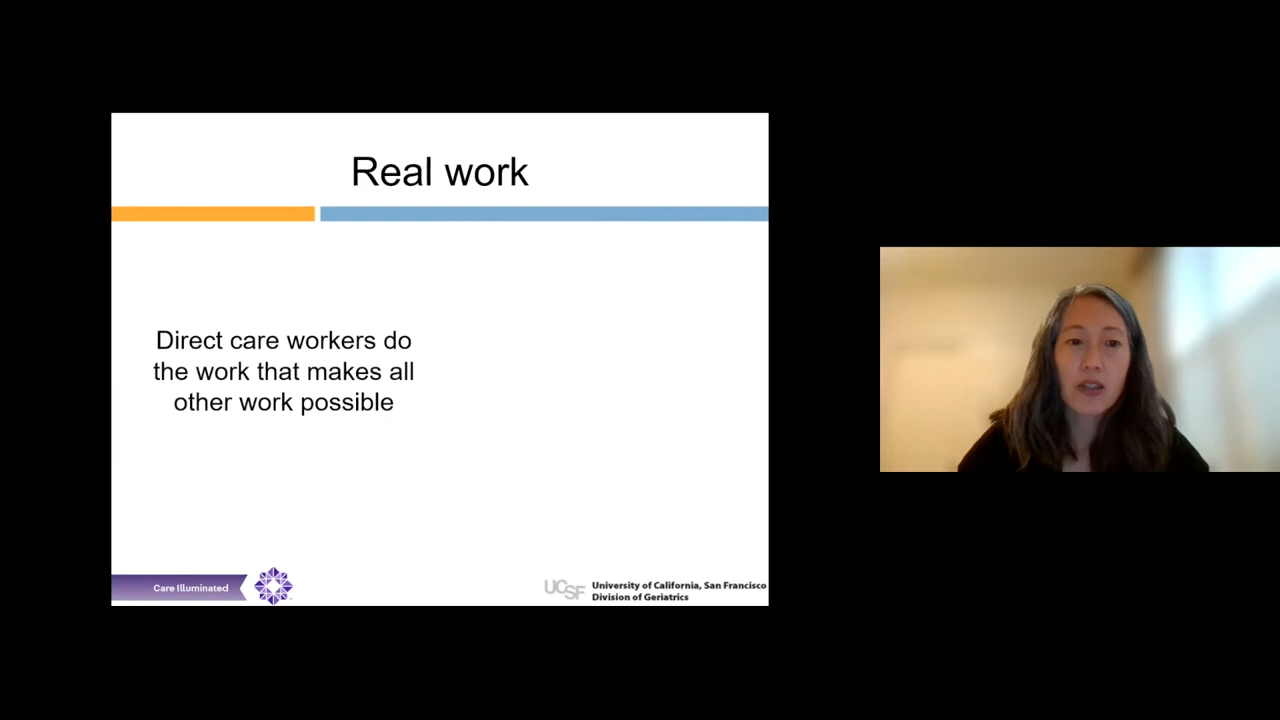 Real work
Direct care workers do
the work that makes all
other work possible
Care Illuminated
UCSF
University of California, San Francisco
Division of Geriatrics